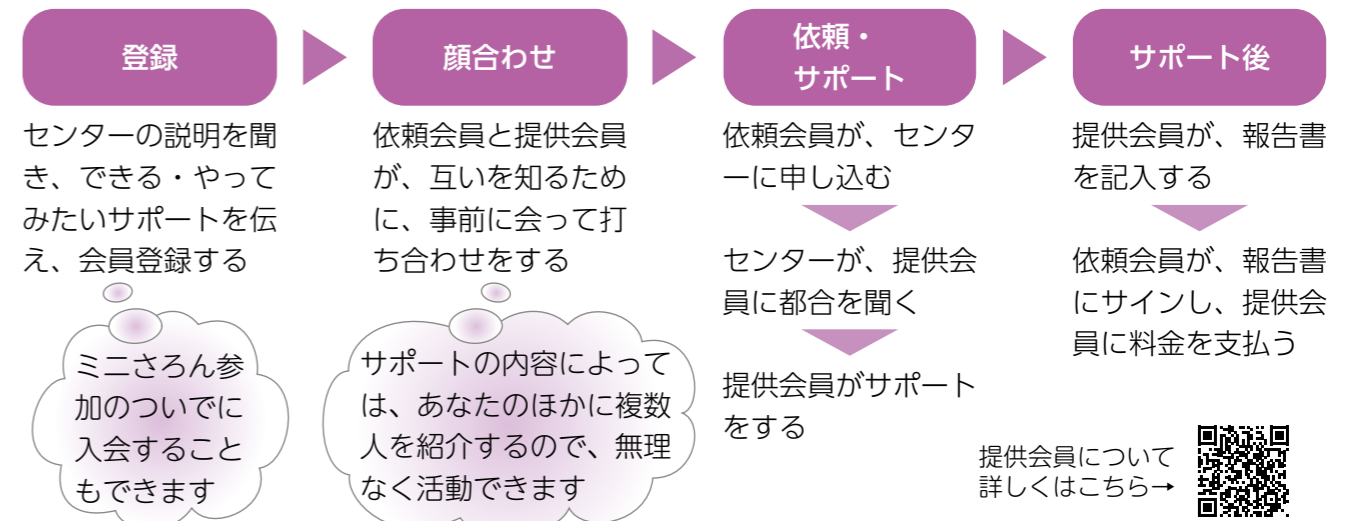 登録
センターの説明を聞
き、できる・やって
みたいサポートを伝
え、会員登録する
ミニさろん参
加のついでに
入会すること
もできます
顔合わせ
依頼会員と提供会員
が、互いを知るため
に、事前に会って打
ち合わせをする
サポートの内容によって
は、あなたのほかに複数
人を紹介するので、無理
なく活動できます
依頼・
サポート
依頼会員が、センタ
ーに申し込む
センターが、提供会
員に都合を聞く
提供会員がサポート
をする
サポート後
提供会員が、報告書
を記入する
依頼会員が、報告書
にサインし、提供会
員に料金を支払う
提供会員について
詳しくはこちら→